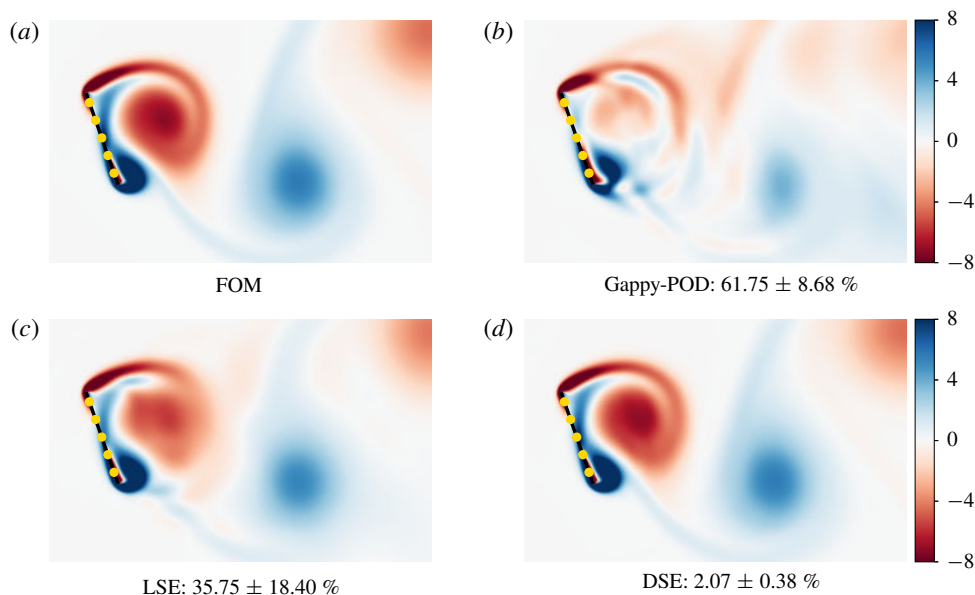 (a)
(b)
8
4
0
−4
−8
FOM
Gappy-POD: 61.75 ± 8.68 %
(c)
(d)
8
4
0
−4
−8
LSE: 35.75 ± 18.40 %
DSE: 2.07 ± 0.38 %